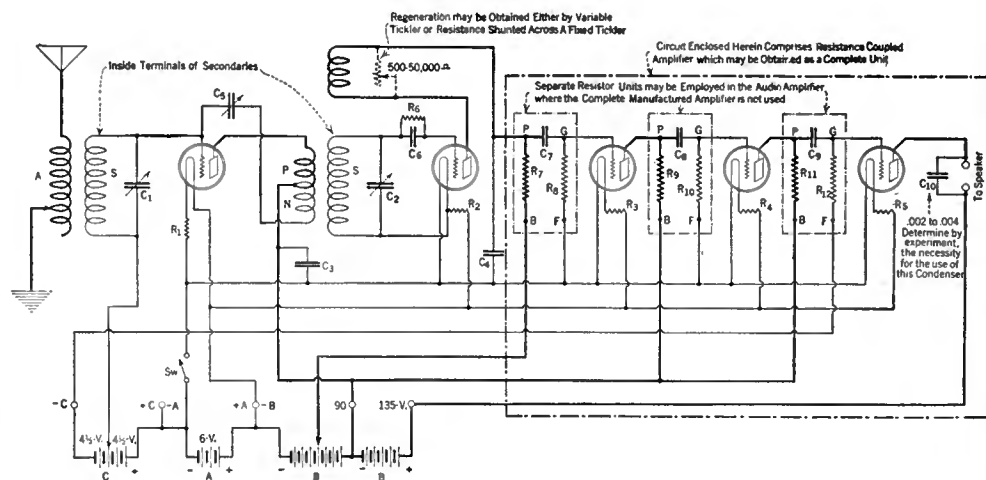 Regeneration may be Obtained Either by Variable
Tickler or Resistance Shunted Across A Fixed Tickler
Circuit Enclosed Herein Comprises Resistance Coupled
Amplifier which may be Obtained as a Complete Unit
Inside Terminals of Secondaries
500-50,000 Ω
Separate Resistor Units may be Employed in the Audio Amplifier
where the Complete Manufactured Amplifier is not used
C5
R6
C6
P C7 G
P C8 G
P C9 G
A
S
C1
P
N
S
C2
R2
R7
R8
R3
R9
R10
R4
R11
R12
R5
C10
To Speaker
R1
C3
C4
B F
B F
B F
.002 to .004
Determine by
experiment,
the necessity
for the use of
this Condenser
Sw
-C
+C -A
+A -B
90
135-V.
4½-V. 4½-V.
6-V.
C +
- A +
- B
- B +